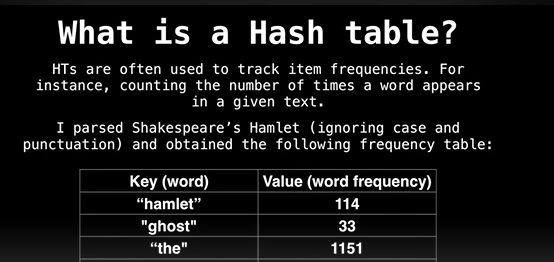 What is a Hash table?
HTs are often used to track item frequencies. For
instance, counting the number of times a word appears
in a given text.
I parsed Shakespeare’s Hamlet (ignoring case and
punctuation) and obtained the following frequency table:
Key (word) Value (word frequency)
“hamlet” 114
"ghost" 33
“the" 1151